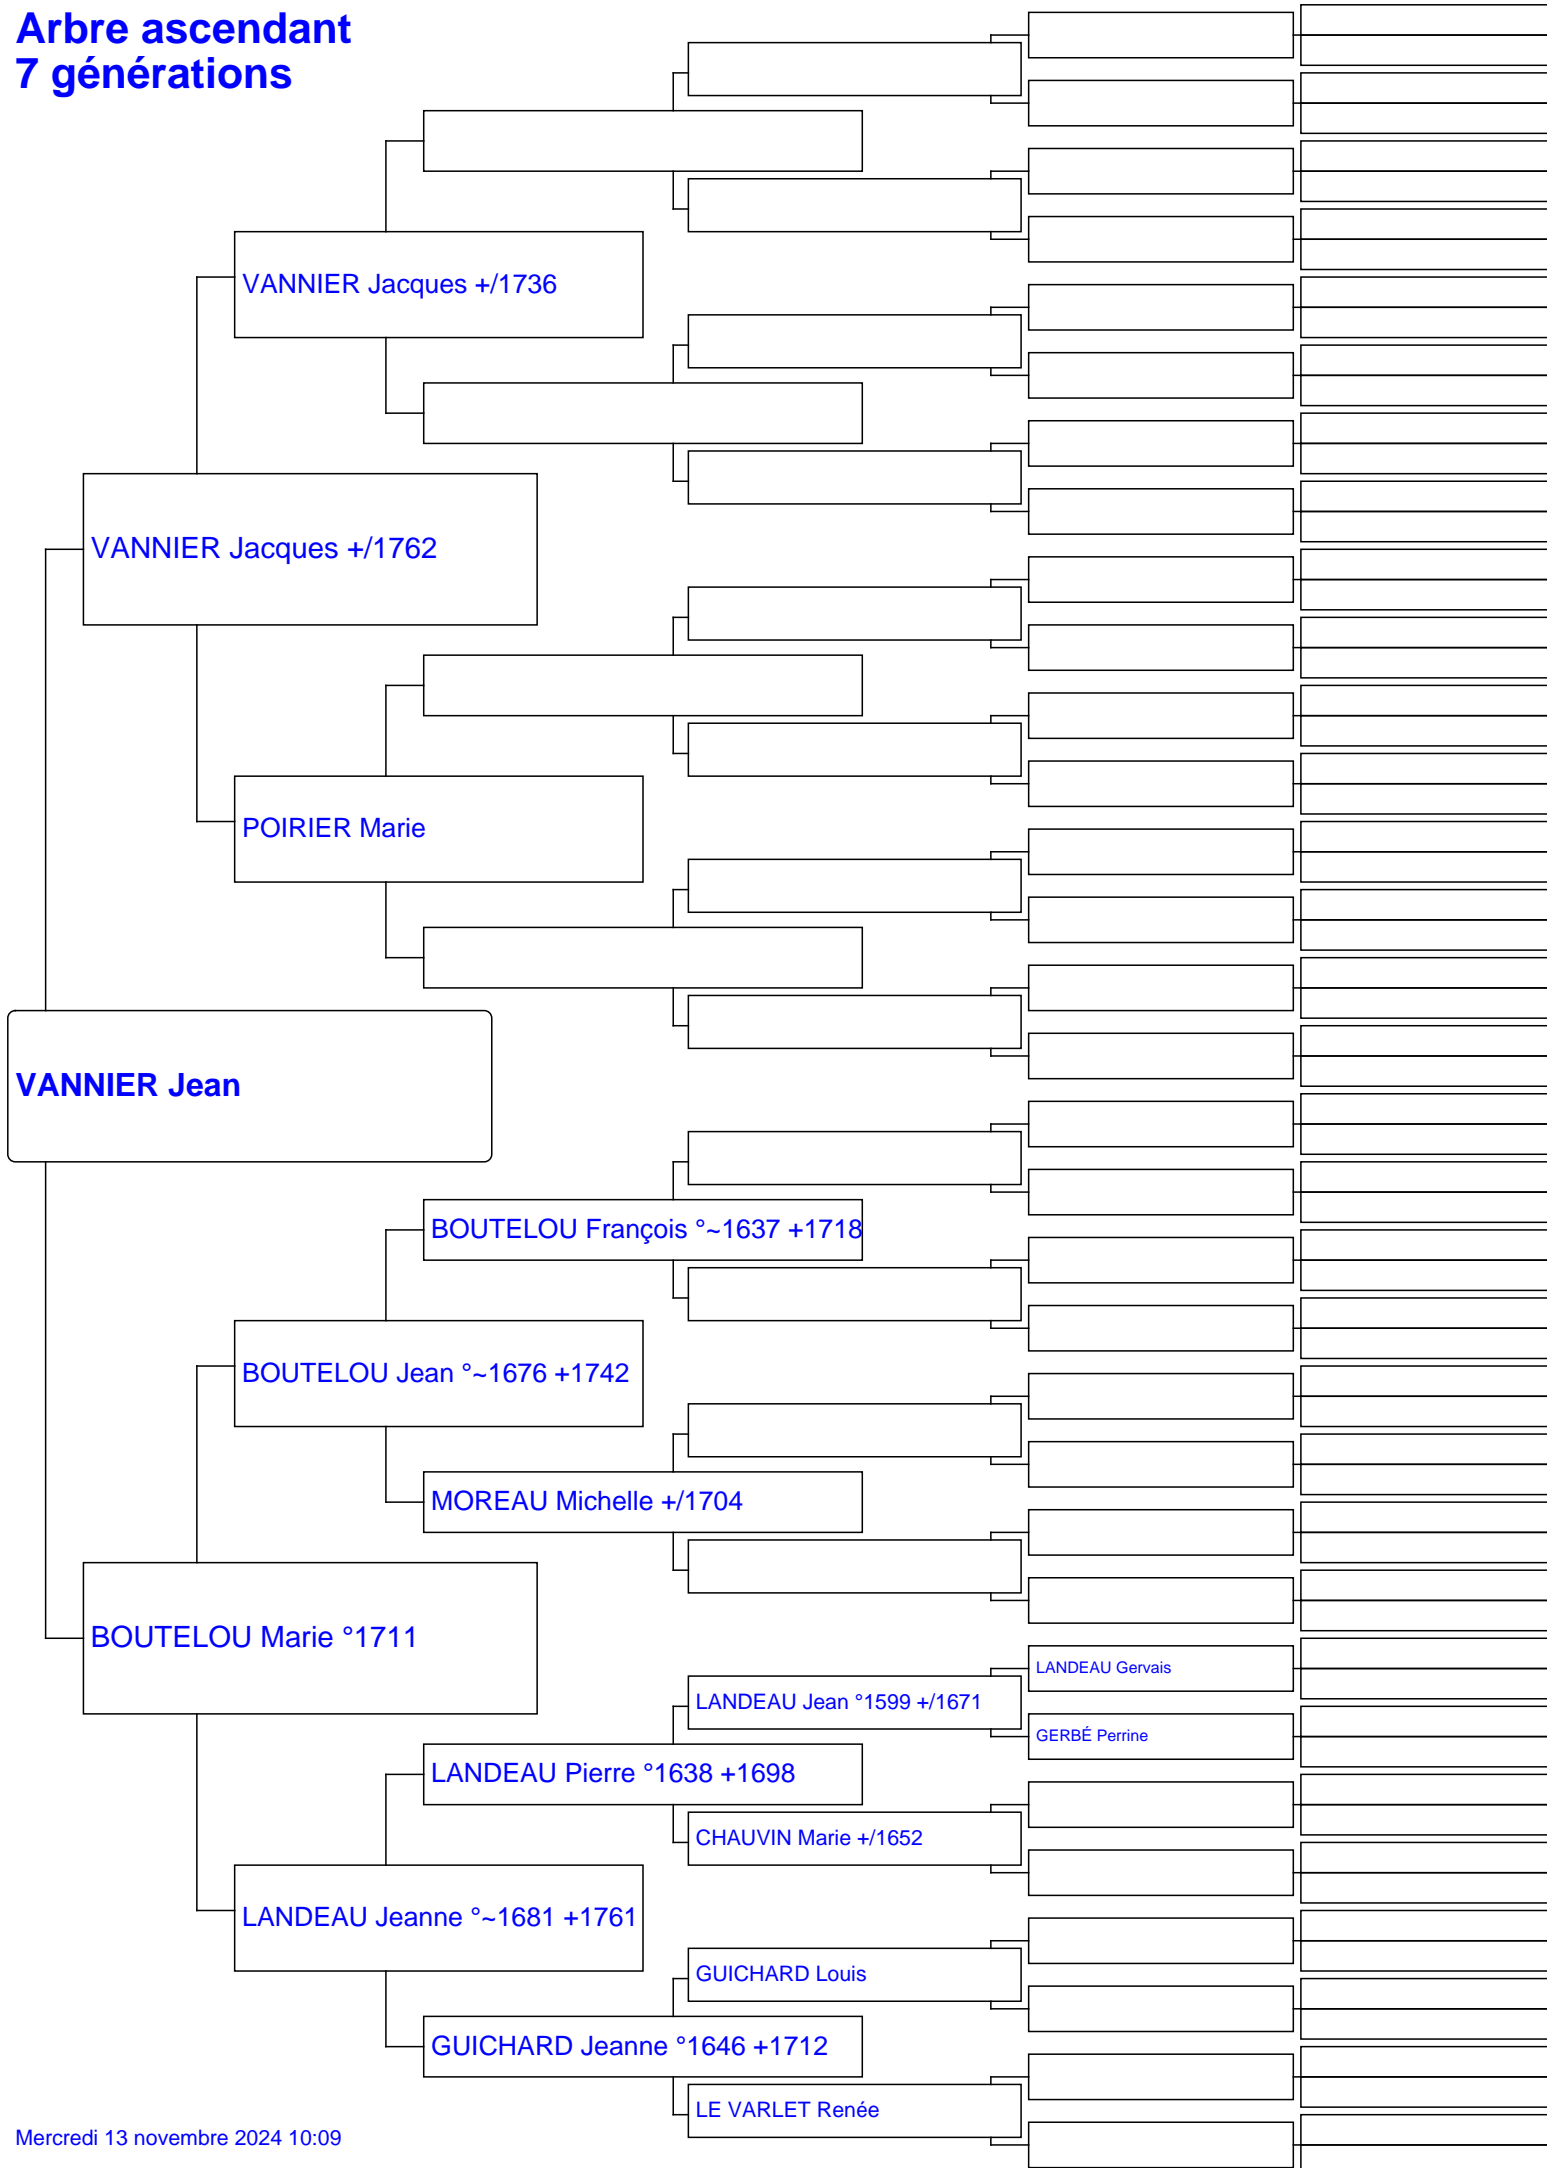 Arbre ascendant
7 générations
VANNIER Jacques +/1736
VANNIER Jacques +/1762
POIRIER Marie
VANNIER Jean
BOUTELOU François °~1637 +1718
BOUTELOU Jean °~1676 +1742
MOREAU Michelle +/1704
BOUTELOU Marie °1711
LANDEAU Gervais
LANDEAU Jean °1599 +/1671
GERBÉ Perrine
LANDEAU Pierre °1638 +1698
CHAUVIN Marie +/1652
LANDEAU Jeanne °~1681 +1761
GUICHARD Louis
GUICHARD Jeanne °1646 +1712
LE VARLET Renée
Mercredi 13 novembre 2024 10:09